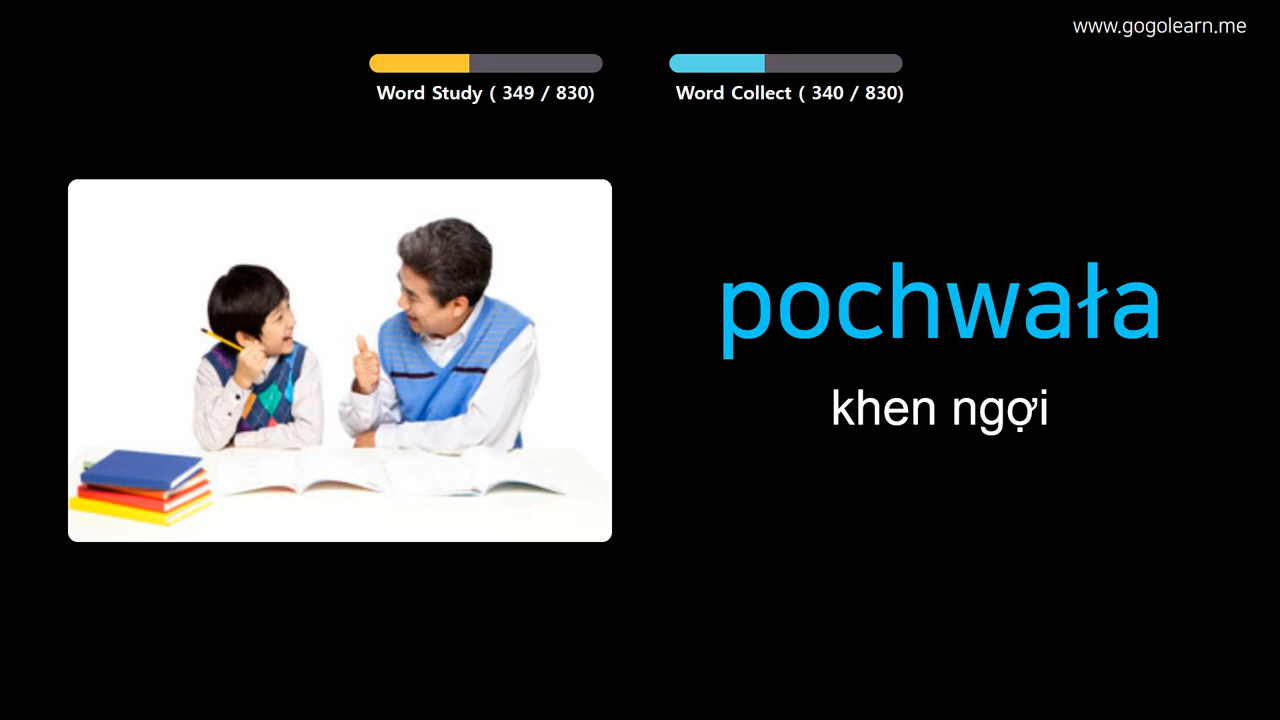 www.gogolearn.me
Word Study ( 349 / 830)
Word Collect ( 340 / 830)
pochwała
khen ngợi